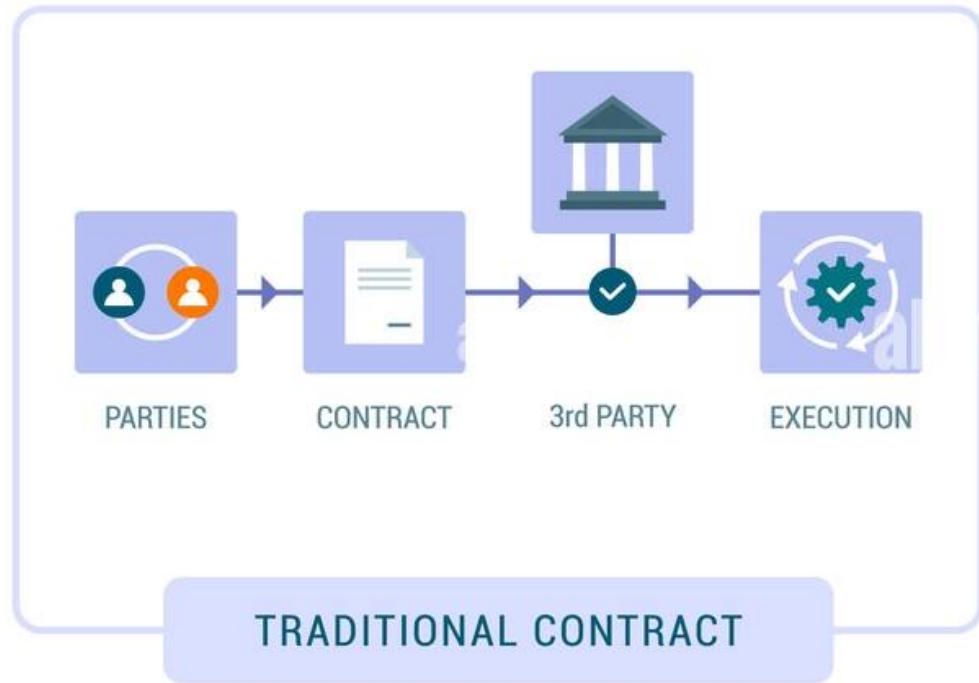 PARTIES
CONTRACT
3rd PARTY
EXECUTION
TRADITIONAL CONTRACT